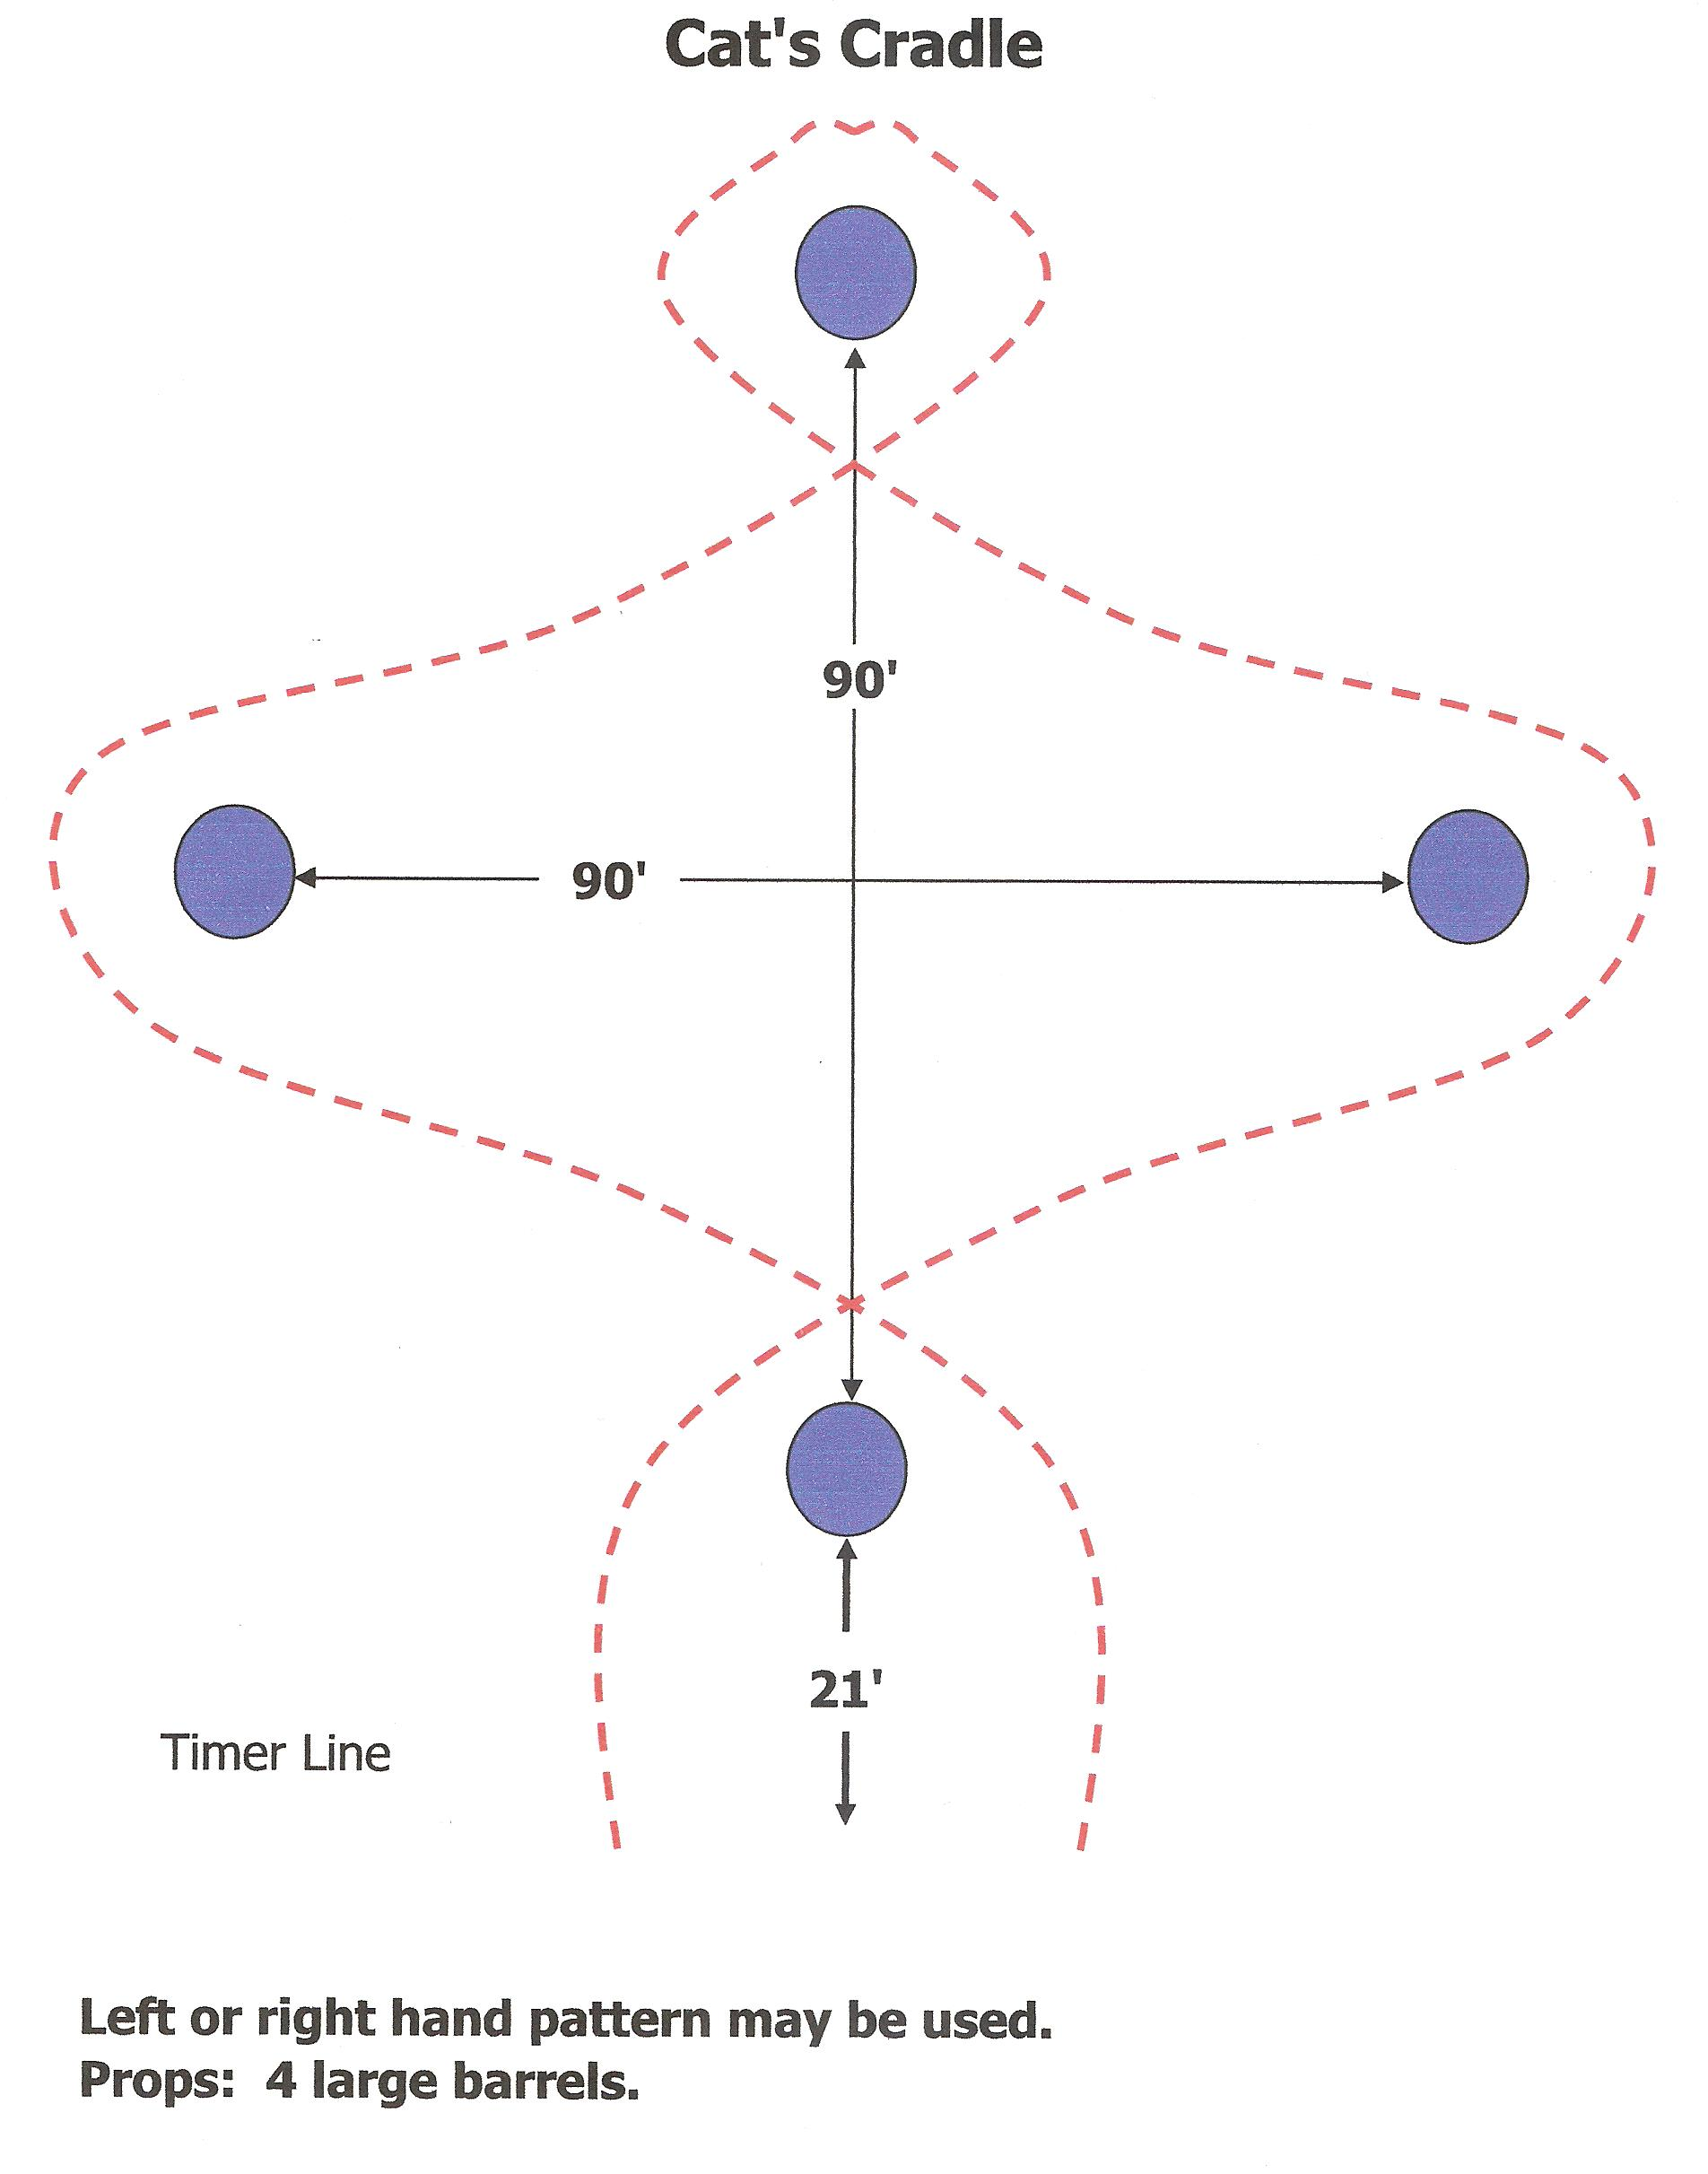 Cat's Cradle
90'
90'
21'
Timer Line
Left or right hand pattern may be used.
Props:  4 large barrels.